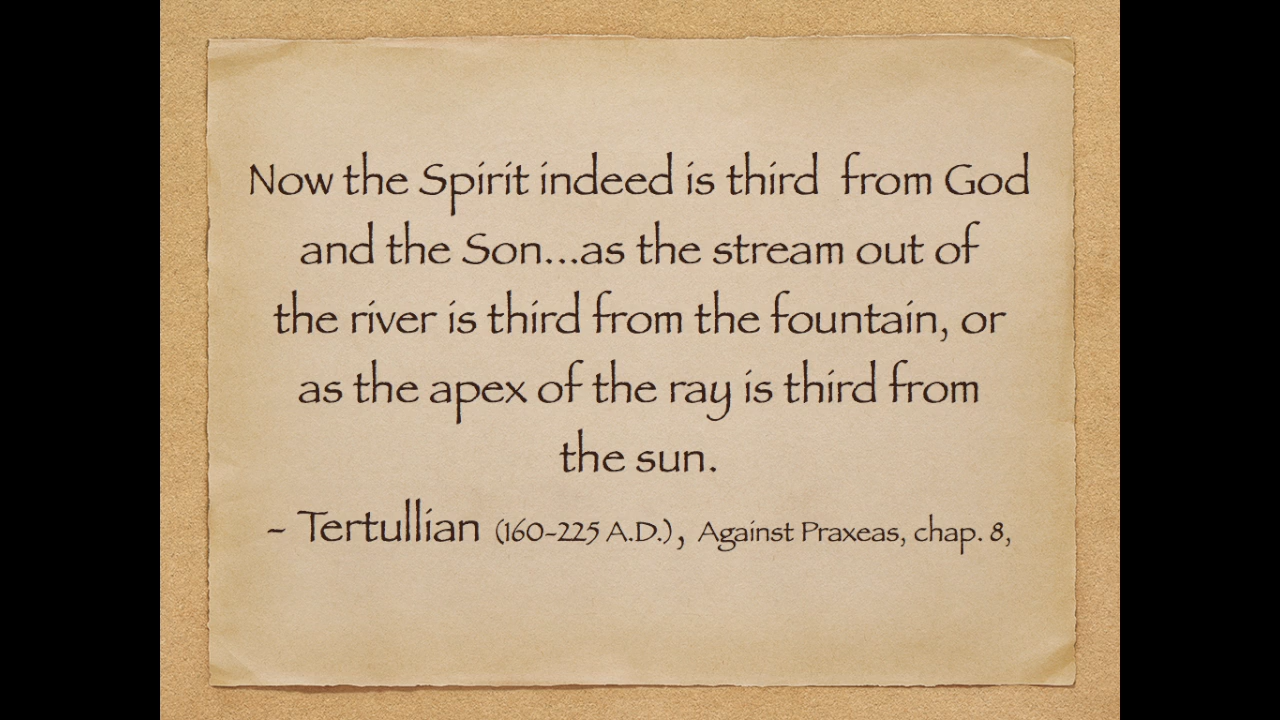 Now the Spirit indeed is third from God
and the Son...as the stream out of
the river is third from the fountain, or
as the apex of the ray is third from
the sun.
– Tertullian (160-225 A.D.), Against Praxeas, chap. 8,